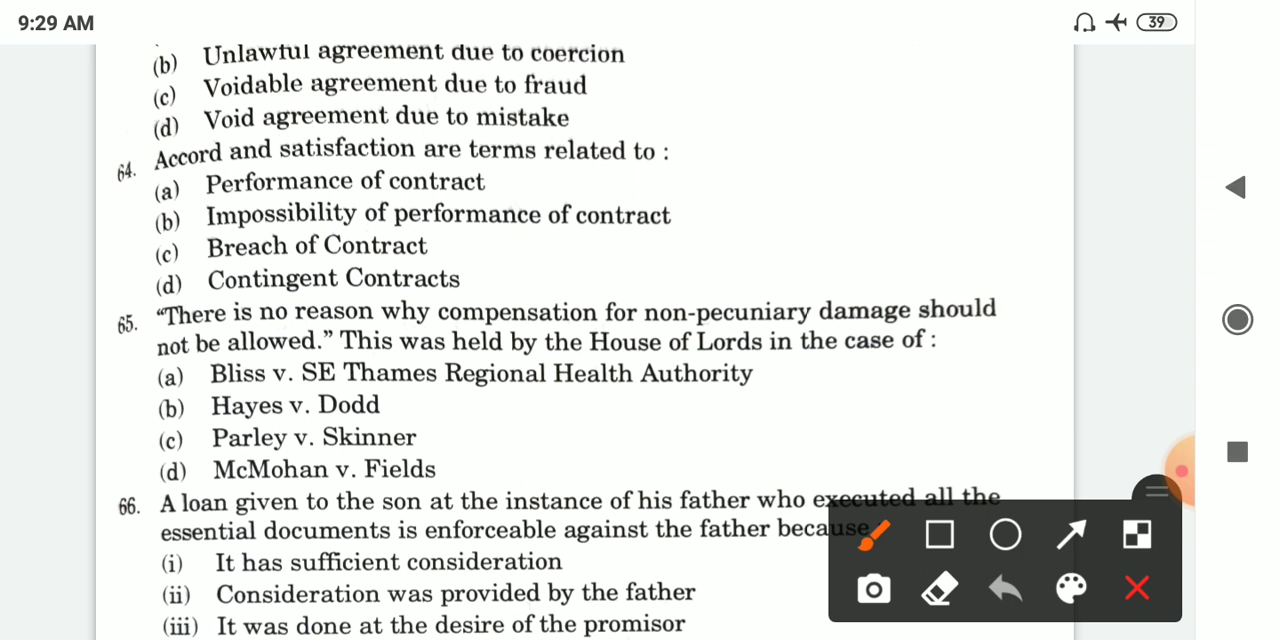 9:29 AM
39
(b) Unlawful agreement due to coercion
(c) Voidable agreement due to fraud
(d) Void agreement due to mistake
64. Accord and satisfaction are terms related to :
(a) Performance of contract
(b) Impossibility of performance of contract
(c) Breach of Contract
(d) Contingent Contracts
65. “There is no reason why compensation for non-pecuniary damage should
not be allowed.” This was held by the House of Lords in the case of :
(a) Bliss v. SE Thames Regional Health Authority
(b) Hayes v. Dodd
(c) Parley v. Skinner
(d) McMohan v. Fields
66. A loan given to the son at the instance of his father who executed all the
essential documents is enforceable against the father because
(i) It has sufficient consideration
(ii) Consideration was provided by the father
(iii) It was done at the desire of the promisor